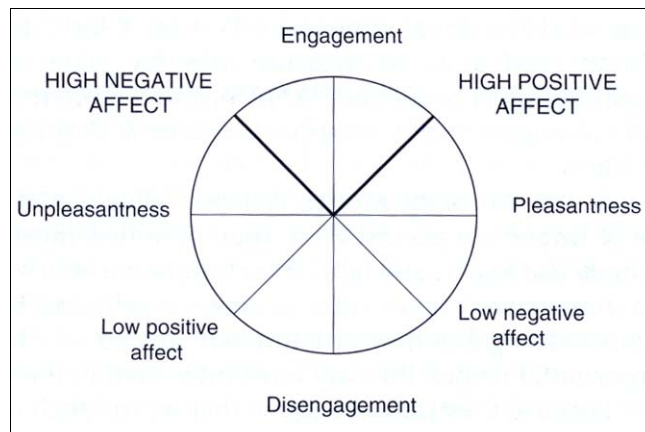 Engagement
HIGH NEGATIVE
AFFECT
HIGH POSITIVE
AFFECT
Unpleasantness
Pleasantness
Low positive
affect
Low negative
affect
Disengagement